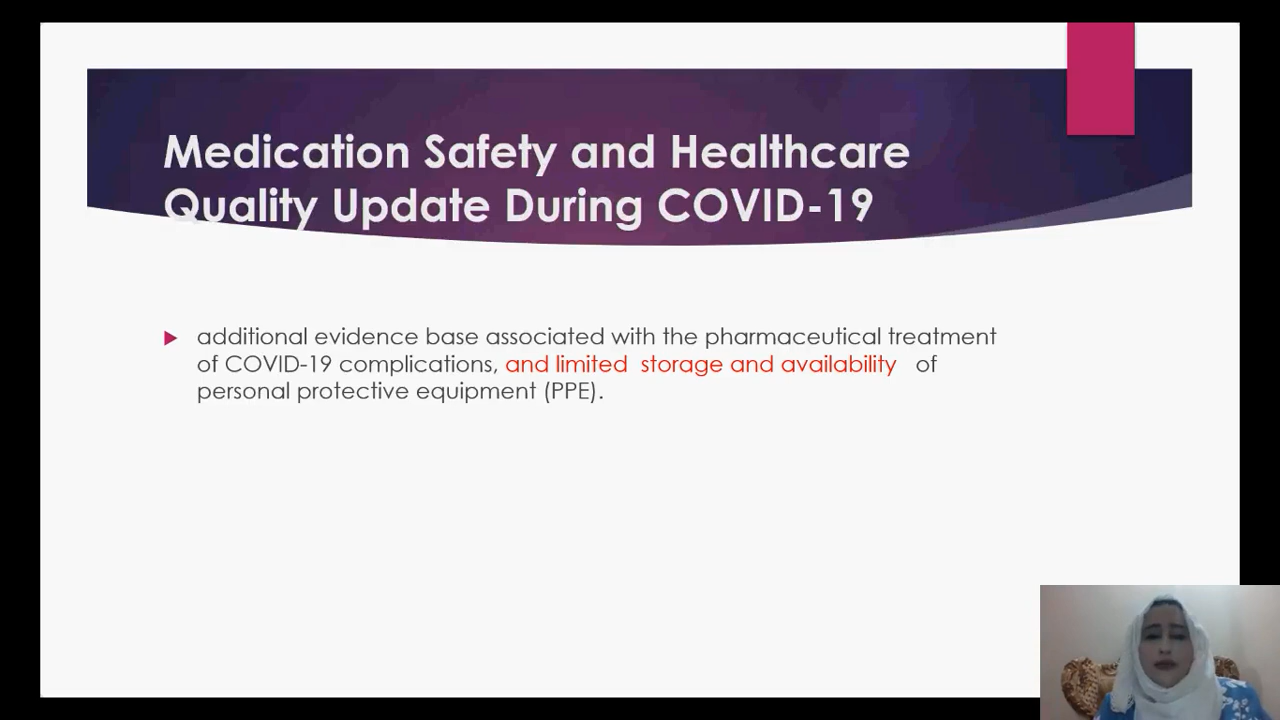 Medication Safety and Healthcare
Quality Update During COVID-19
additional evidence base associated with the pharmaceutical treatment
of COVID-19 complications, and limited storage and availability of
personal protective equipment (PPE).